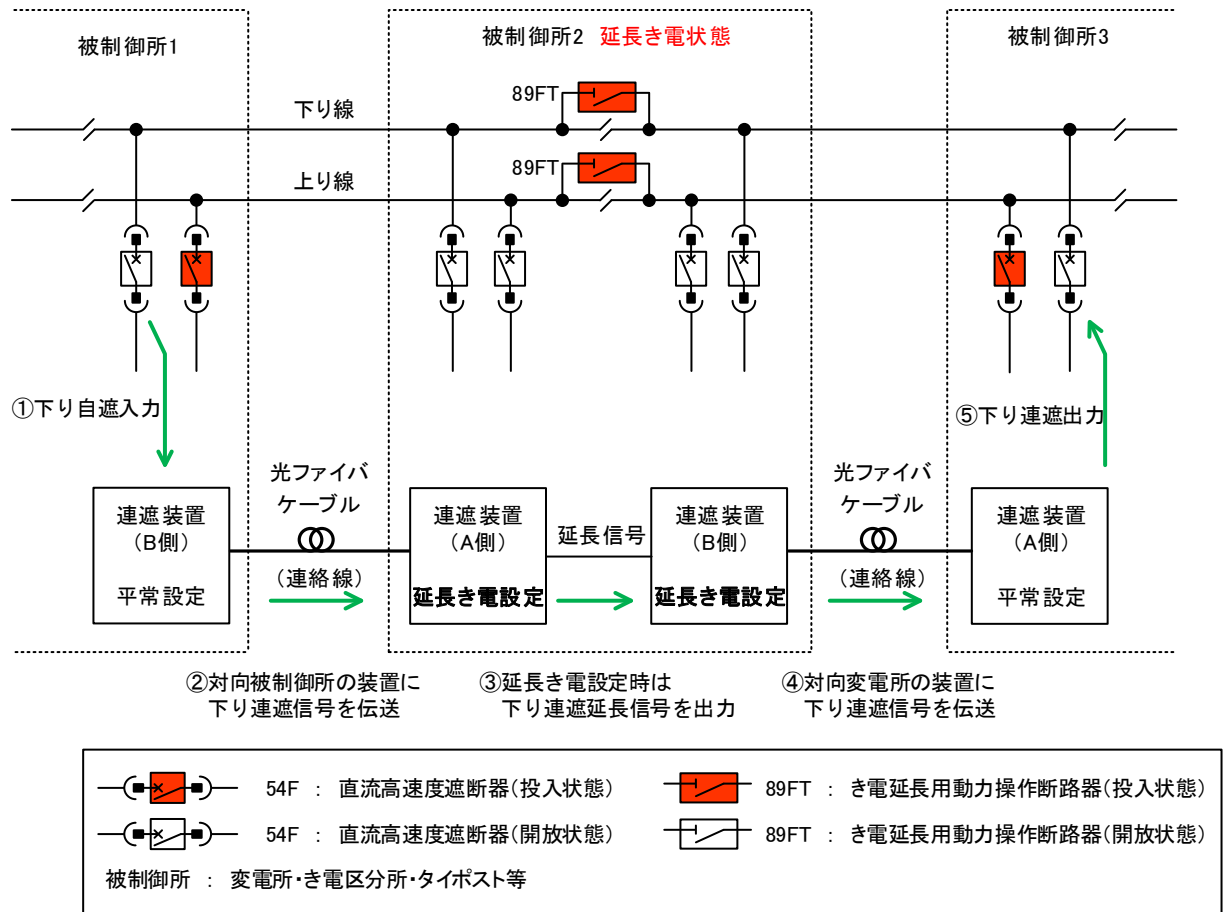 被制御所1
被制御所2 延長き電状態
被制御所3
89FT
下り線
89FT
上り線
①下り自遮入力
⑤下り連遮出力
連遮装置
(B側)
平常設定
光ファイバ
ケーブル
(連絡線)
連遮装置
(A側)
延長き電設定
延長信号
連遮装置
(B側)
延長き電設定
光ファイバ
ケーブル
(連絡線)
連遮装置
(A側)
平常設定
②対向被制御所の装置に
下り連遮信号を伝送
③延長き電設定時は
下り連遮延長信号を出力
④対向変電所の装置に
下り連遮信号を伝送
54F : 直流高速度遮断器(投入状態)
89FT : き電延長用動力操作断路器(投入状態)
54F : 直流高速度遮断器(開放状態)
89FT : き電延長用動力操作断路器(開放状態)
被制御所 : 変電所・き電区分所・タイポスト等